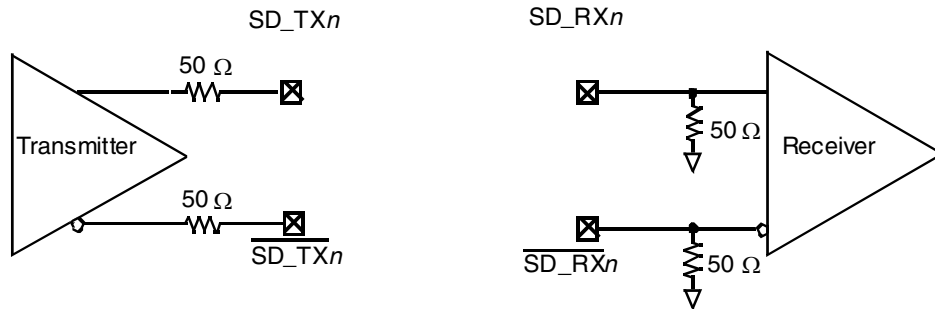 SD_TXn
SD_RXn
50 Ω
Transmitter
50 Ω
SD_TXn
50 Ω
Receiver
SD_RXn
50 Ω